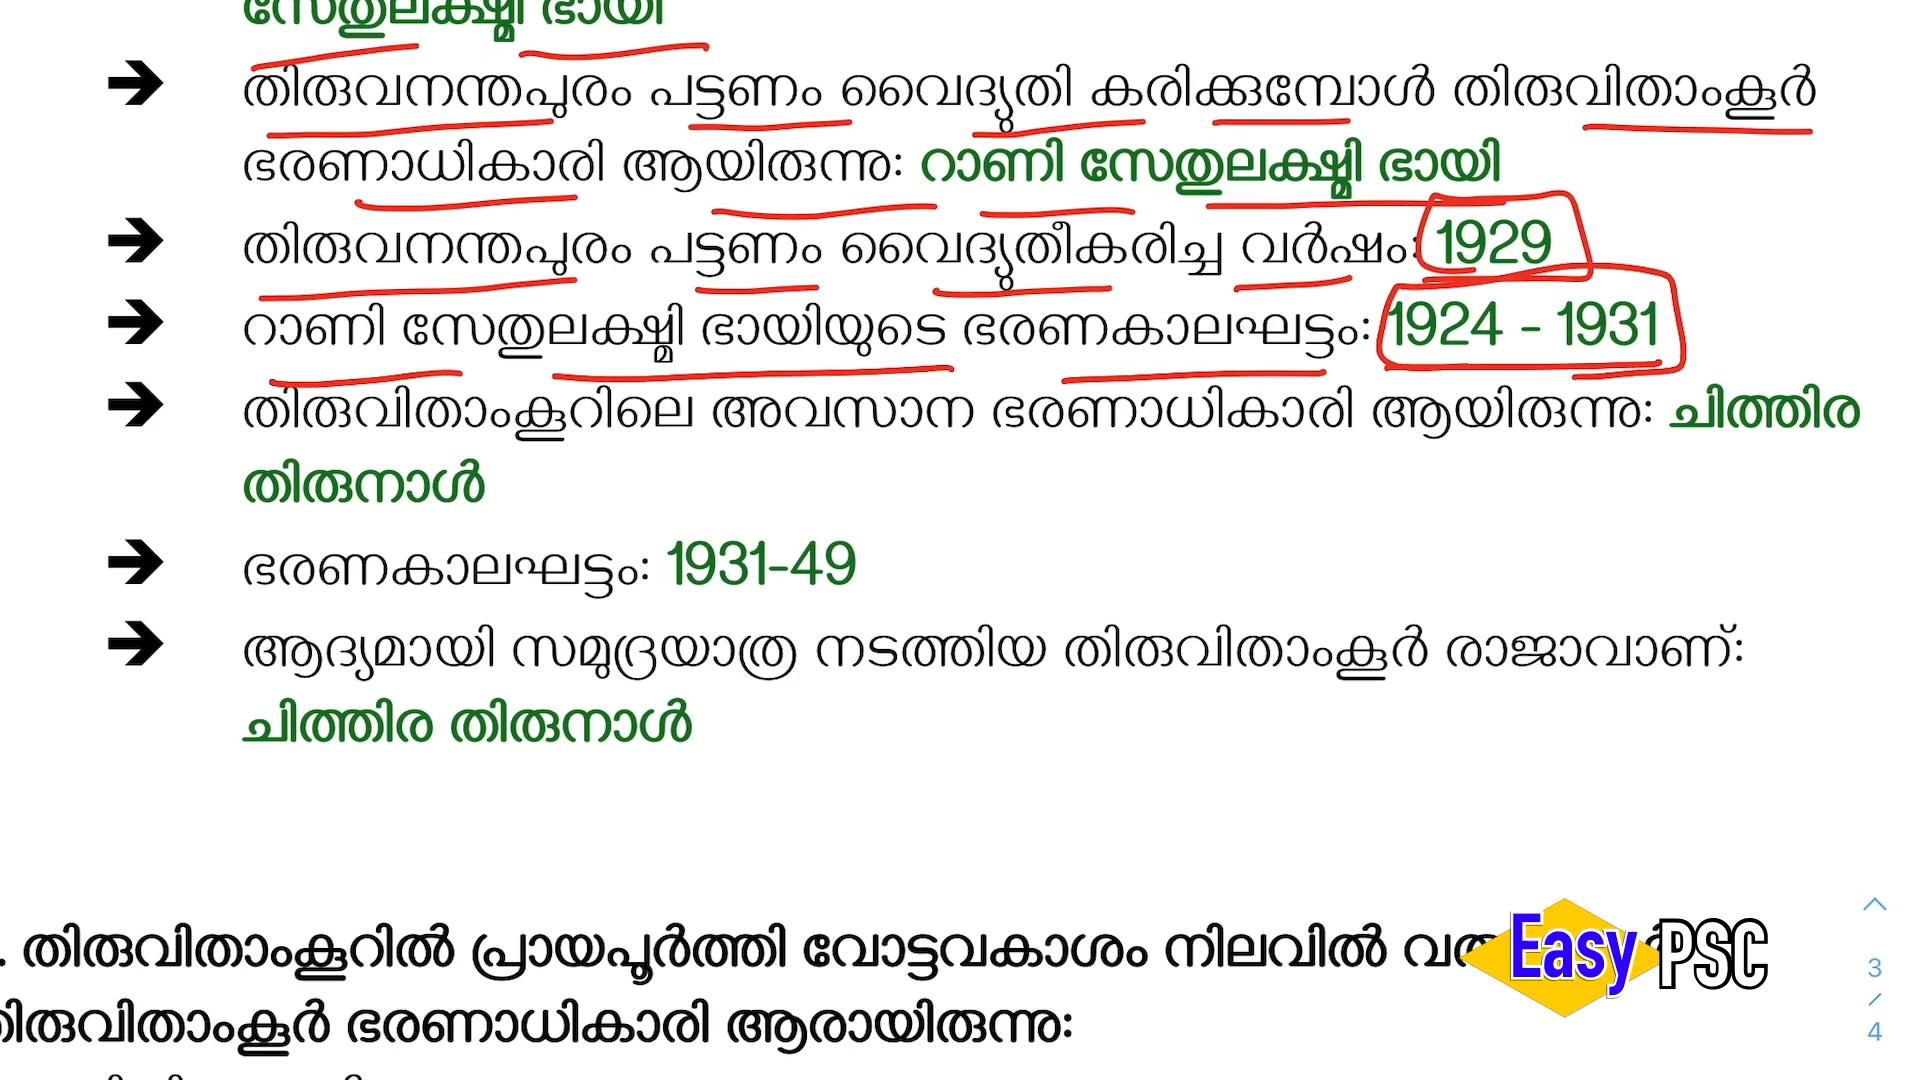 സേതുലക്ഷ്മി ഭായി
➔ തിരുവനന്തപുരം പട്ടണം വൈദ്യുതി കരിക്കുമ്പോൾ തിരുവിതാംകൂർ
ഭരണാധികാരി ആയിരുന്നു: റാണി സേതുലക്ഷ്മി ഭായി
➔ തിരുവനന്തപുരം പട്ടണം വൈദ്യുതീകരിച്ച വർഷം: 1929
➔ റാണി സേതുലക്ഷ്മി ഭായിയുടെ ഭരണകാലഘട്ടം: 1924 - 1931
➔ തിരുവിതാംകൂറിലെ അവസാന ഭരണാധികാരി ആയിരുന്നു: ചിത്തിര
തിരുനാൾ
➔ ഭരണകാലഘട്ടം: 1931-49
➔ ആദ്യമായി സമുദ്രയാത്ര നടത്തിയ തിരുവിതാംകൂർ രാജാവാണ്:
ചിത്തിര തിരുനാൾ
. തിരുവിതാംകൂറിൽ പ്രായപൂർത്തി വോട്ടവകാശം നിലവിൽ
തിരുവിതാംകൂർ ഭരണാധികാരി ആരായിരുന്നു:
Easy PSC
3
/
4